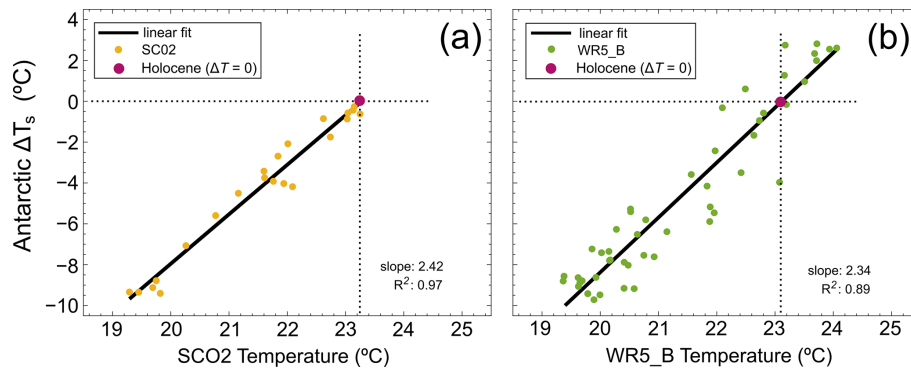 Antarctic ΔTs (ºC)
4
2
0
−2
−4
−6
−8
−10
linear fit
SC02
Holocene (ΔT = 0)
(a)
slope: 2.42
R²: 0.97
19 20 21 22 23 24 25
SCO2 Temperature (ºC)
linear fit
WR5_B
Holocene (ΔT = 0)
(b)
slope: 2.34
R²: 0.89
19 20 21 22 23 24 25
WR5_B Temperature (ºC)